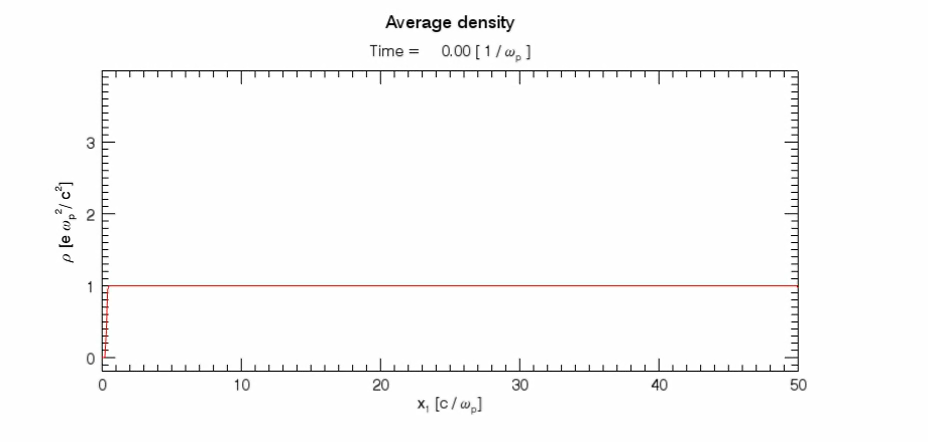 Average density
Time = 0.00 [ 1 / ωₚ ]
3
2
1
0
ρ [e ωₚ²/ c²]
0 10 20 30 40 50
x₁ [c / ωₚ]